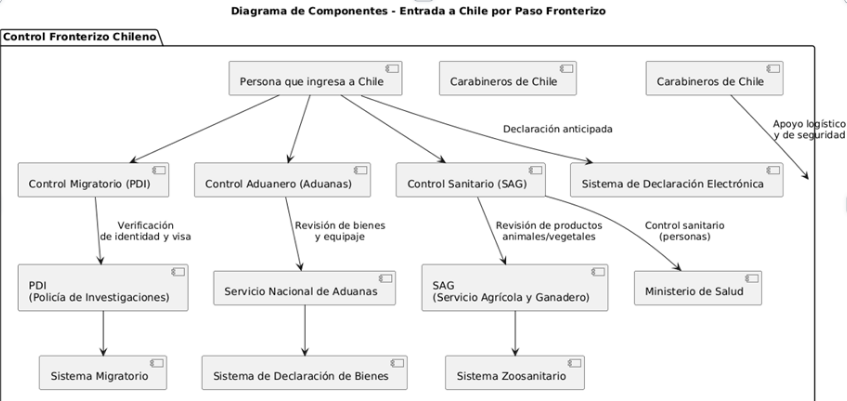 Diagrama de Componentes - Entrada a Chile por Paso Fronterizo
Control Fronterizo Chileno
Persona que ingresa a Chile
Carabineros de Chile
Carabineros de Chile
Declaración anticipada
Apoyo logístico
y de seguridad
Control Migratorio (PDI)
Control Aduanero (Aduanas)
Control Sanitario (SAG)
Sistema de Declaración Electrónica
Verificación
de identidad y visa
Revisión de bienes
y equipaje
Revisión de productos
animales/vegetales
Control sanitario
(personas)
PDI
(Policía de Investigaciones)
Servicio Nacional de Aduanas
SAG
(Servicio Agrícola y Ganadero)
Ministerio de Salud
Sistema Migratorio
Sistema de Declaración de Bienes
Sistema Zoosanitario